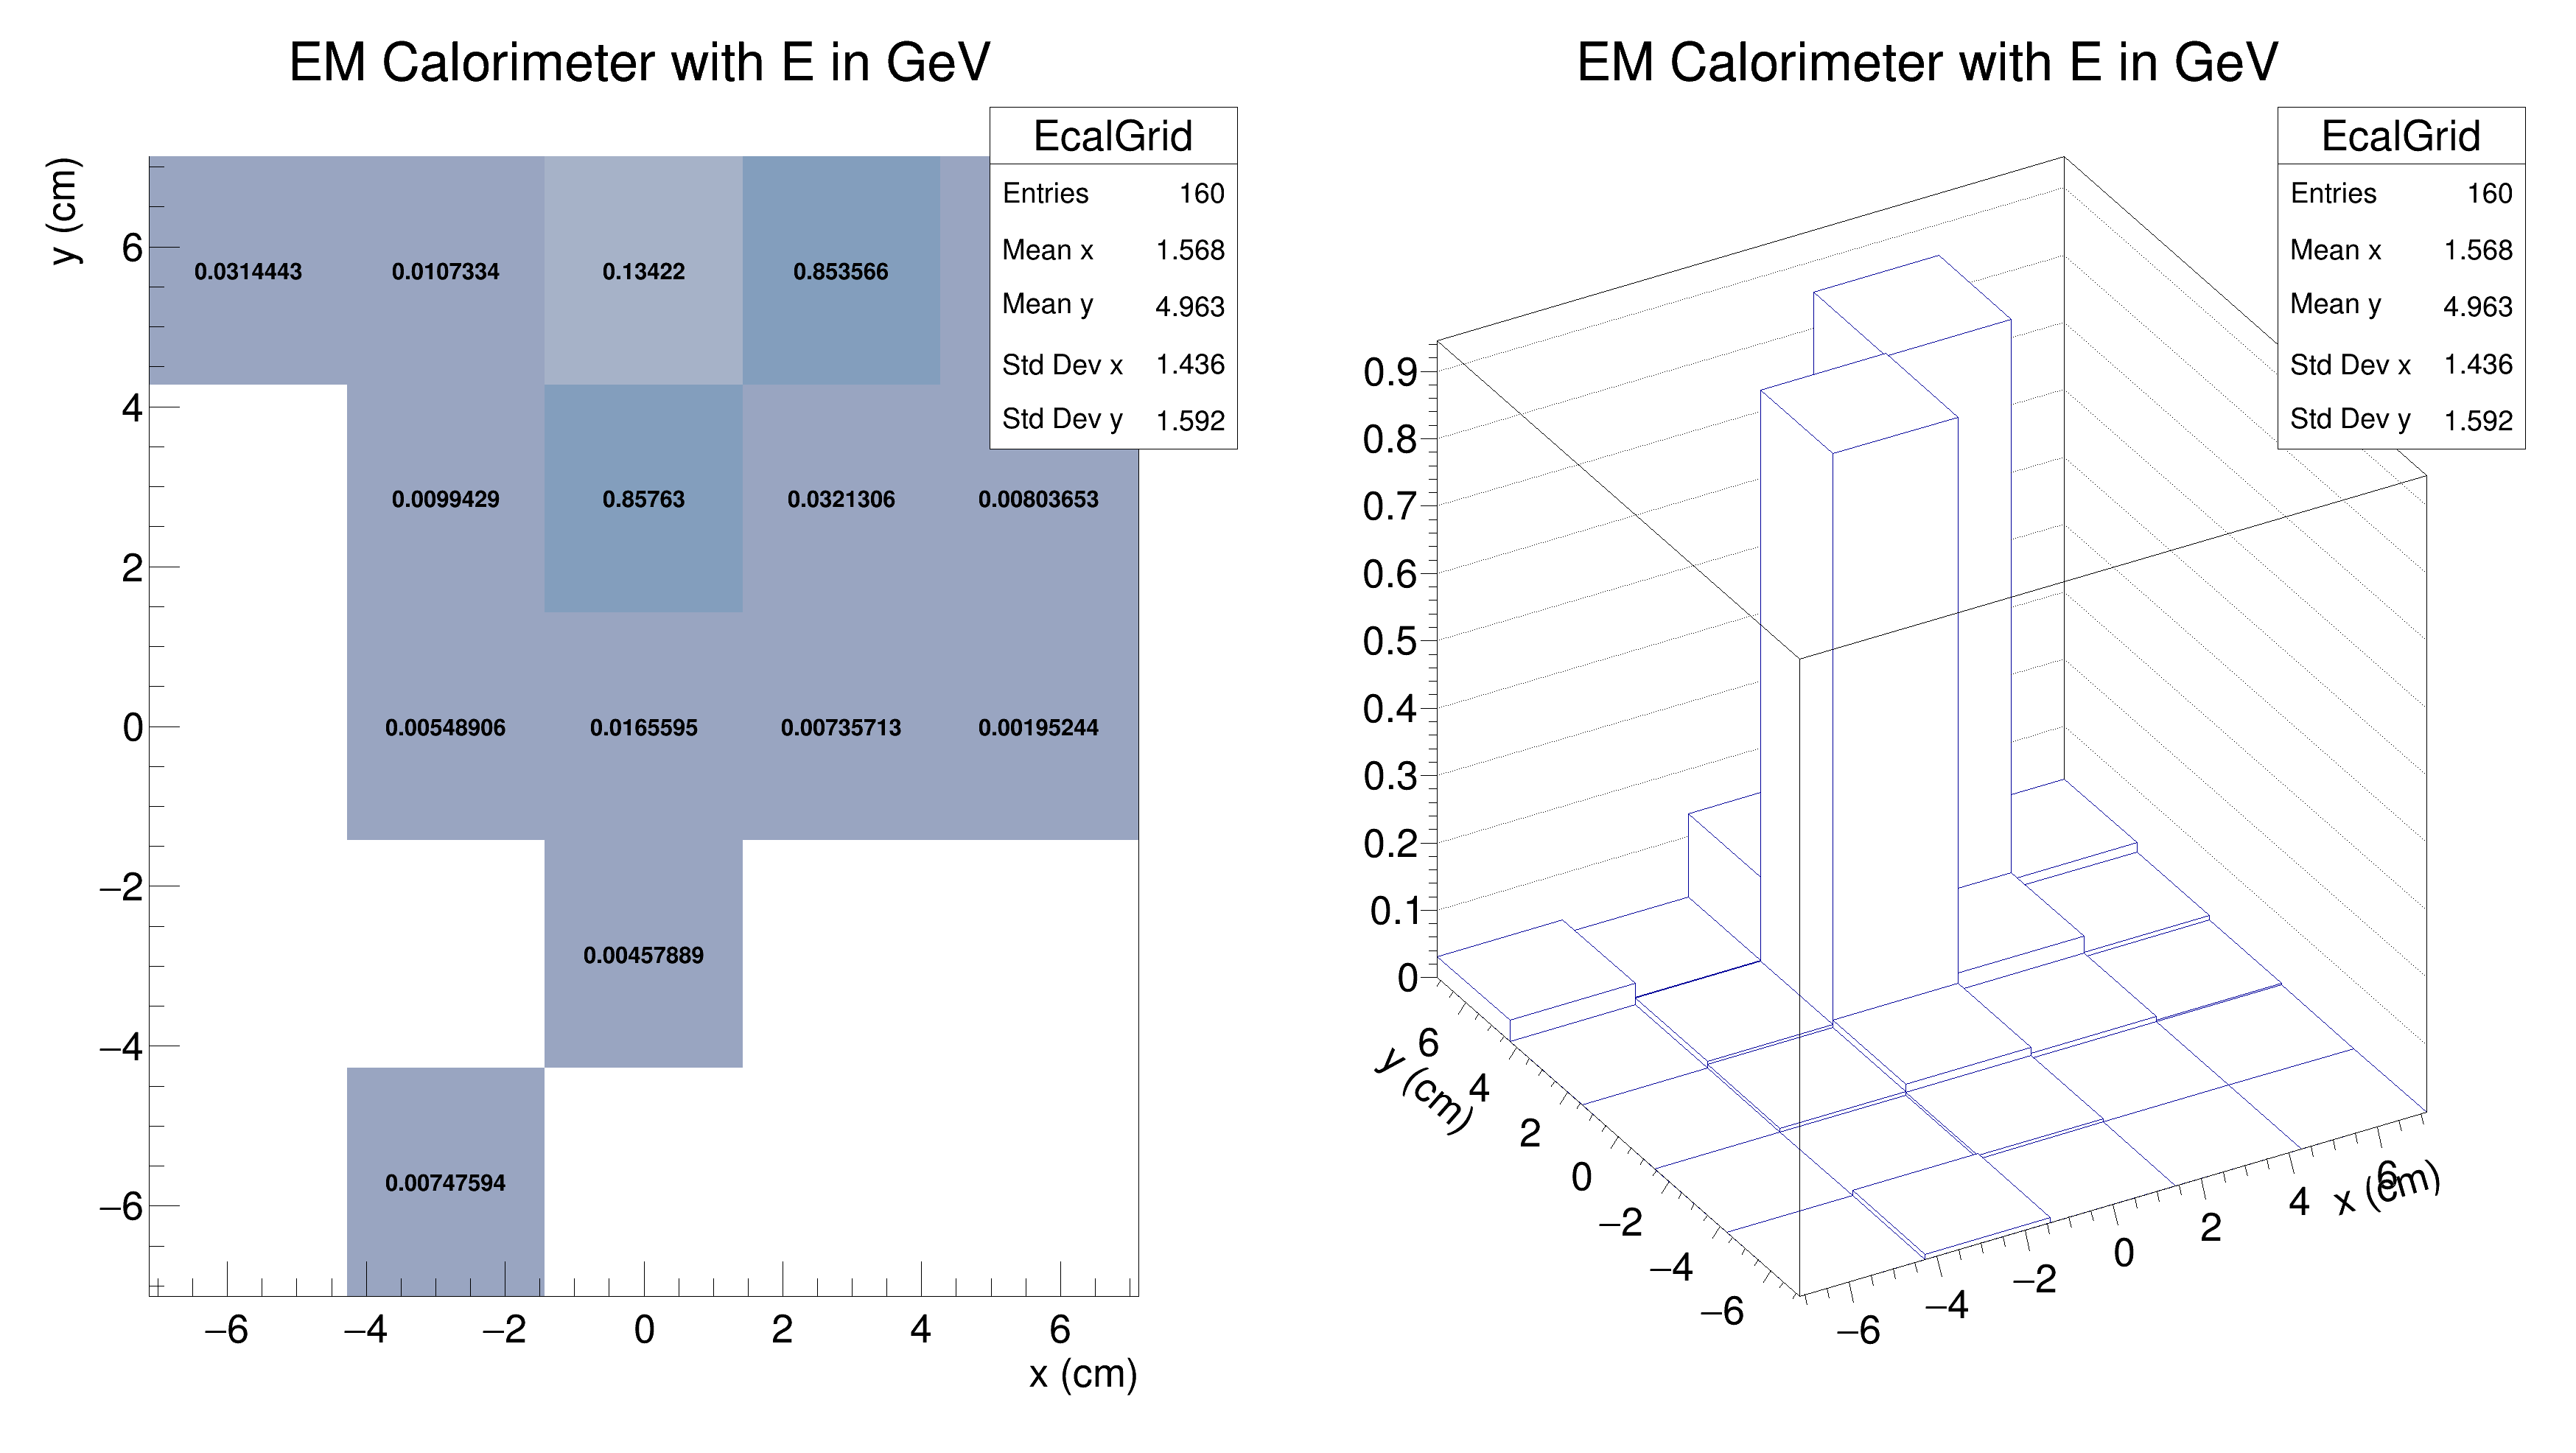 EM Calorimeter with E in GeV
EcalGrid
Entries 160
Mean x 1.568
Mean y 4.963
Std Dev x 1.436
Std Dev y 1.592
y (cm)
6
4
2
0
−2
−4
−6
0.0314443 0.0107334 0.13422 0.853566
0.0099429 0.85763 0.0321306 0.00803653
0.00548906 0.0165595 0.00735713 0.00195244
0.00457889
0.00747594
−6 −4 −2 0 2 4 6
x (cm)
EM Calorimeter with E in GeV
EcalGrid
Entries 160
Mean x 1.568
Mean y 4.963
Std Dev x 1.436
Std Dev y 1.592
0.9
0.8
0.7
0.6
0.5
0.4
0.3
0.2
0.1
0
6
4
2
0
−2
−4
−6
y (cm)
−6 −4 −2 0 2 4 6
x (cm)